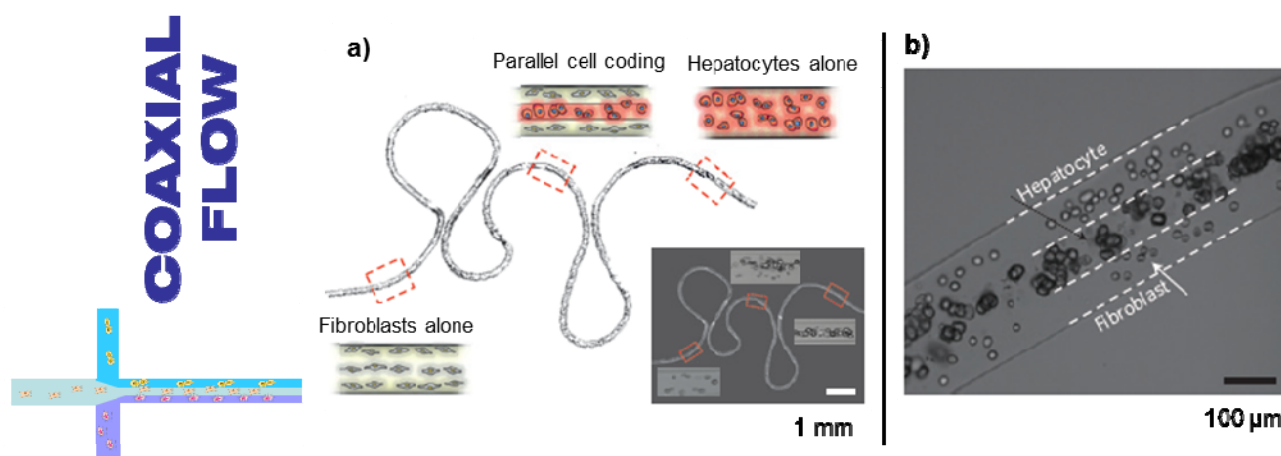 COAXIAL
FLOW
a)
Parallel cell coding
Hepatocytes alone
Fibroblasts alone
1 mm
b)
Hepatocyte
Fibroblast
100 µm